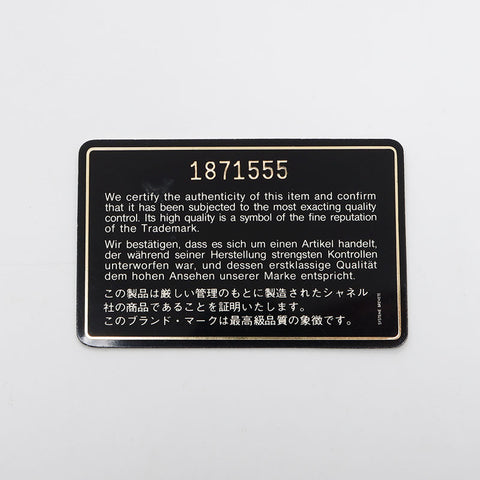 1871555
We certify the authenticity of this item and confirm
that it has been subjected to the most exacting quality
control. Its high quality is a symbol of the fine reputation
of the Trademark.
Wir bestätigen, dass es sich um einen Artikel handelt,
der während seiner Herstellung strengsten Kontrollen
unterworfen war, und dessen erstklassige Qualität
dem hohen Ansehen unserer Marke entspricht.
この製品は厳しい管理のもとに製造されたシャネル
社の商品であることを証明いたします。
このブランド・マークは最高級品質の象徴です。